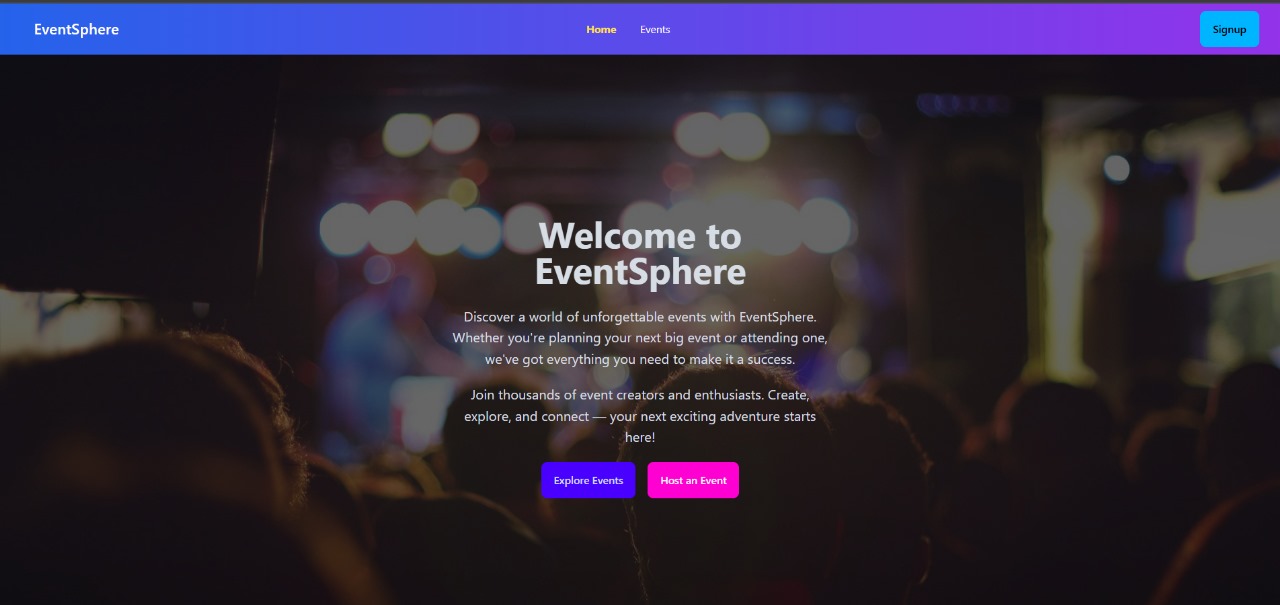 EventSphere
Home
Events
Signup
Welcome to
EventSphere
Discover a world of unforgettable events with EventSphere.
Whether you're planning your next big event or attending one,
we've got everything you need to make it a success.
Join thousands of event creators and enthusiasts. Create,
explore, and connect — your next exciting adventure starts
here!
Explore Events
Host an Event